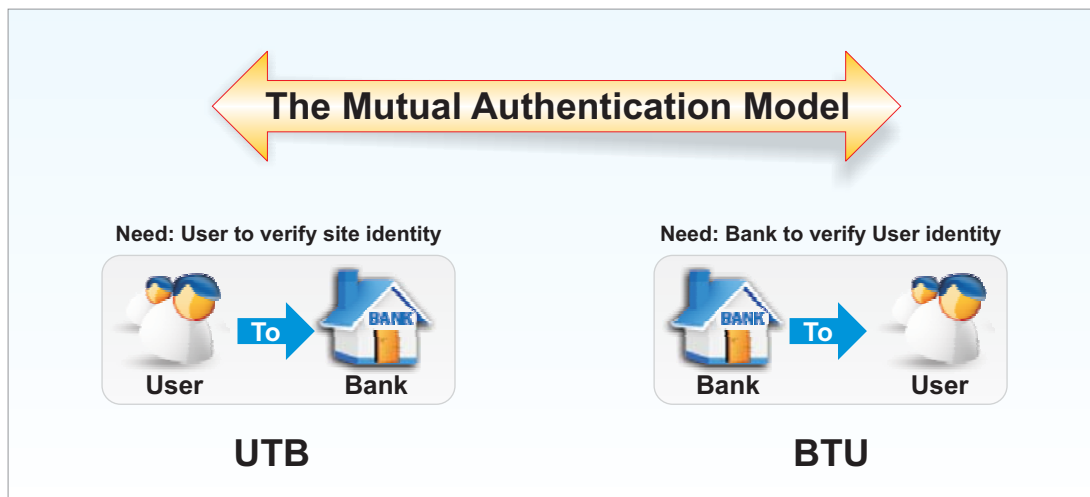 The Mutual Authentication Model
Need: User to verify site identity
BANK
To
User
Bank
UTB
Need: Bank to verify User identity
BANK
To
Bank
User
BTU